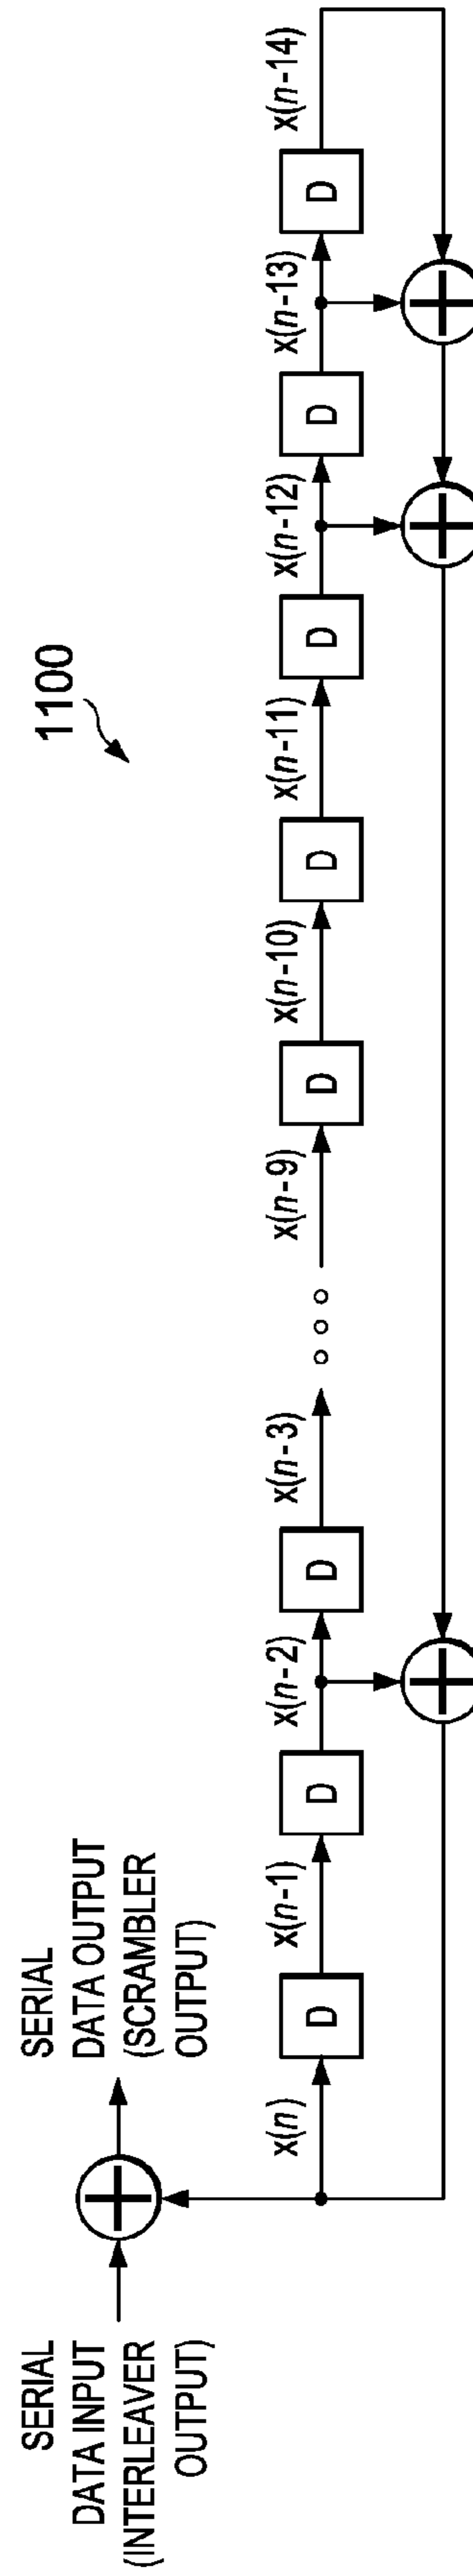 1100
SERIAL
DATA INPUT
(INTERLEAVER
OUTPUT)
SERIAL
DATA OUTPUT
(SCRAMBLER
OUTPUT)
x(n)
D
x(n-1)
D
x(n-2)
D
x(n-3)
x(n-9)
D
x(n-10)
D
x(n-11)
D
x(n-12)
D
x(n-13)
D
x(n-14)